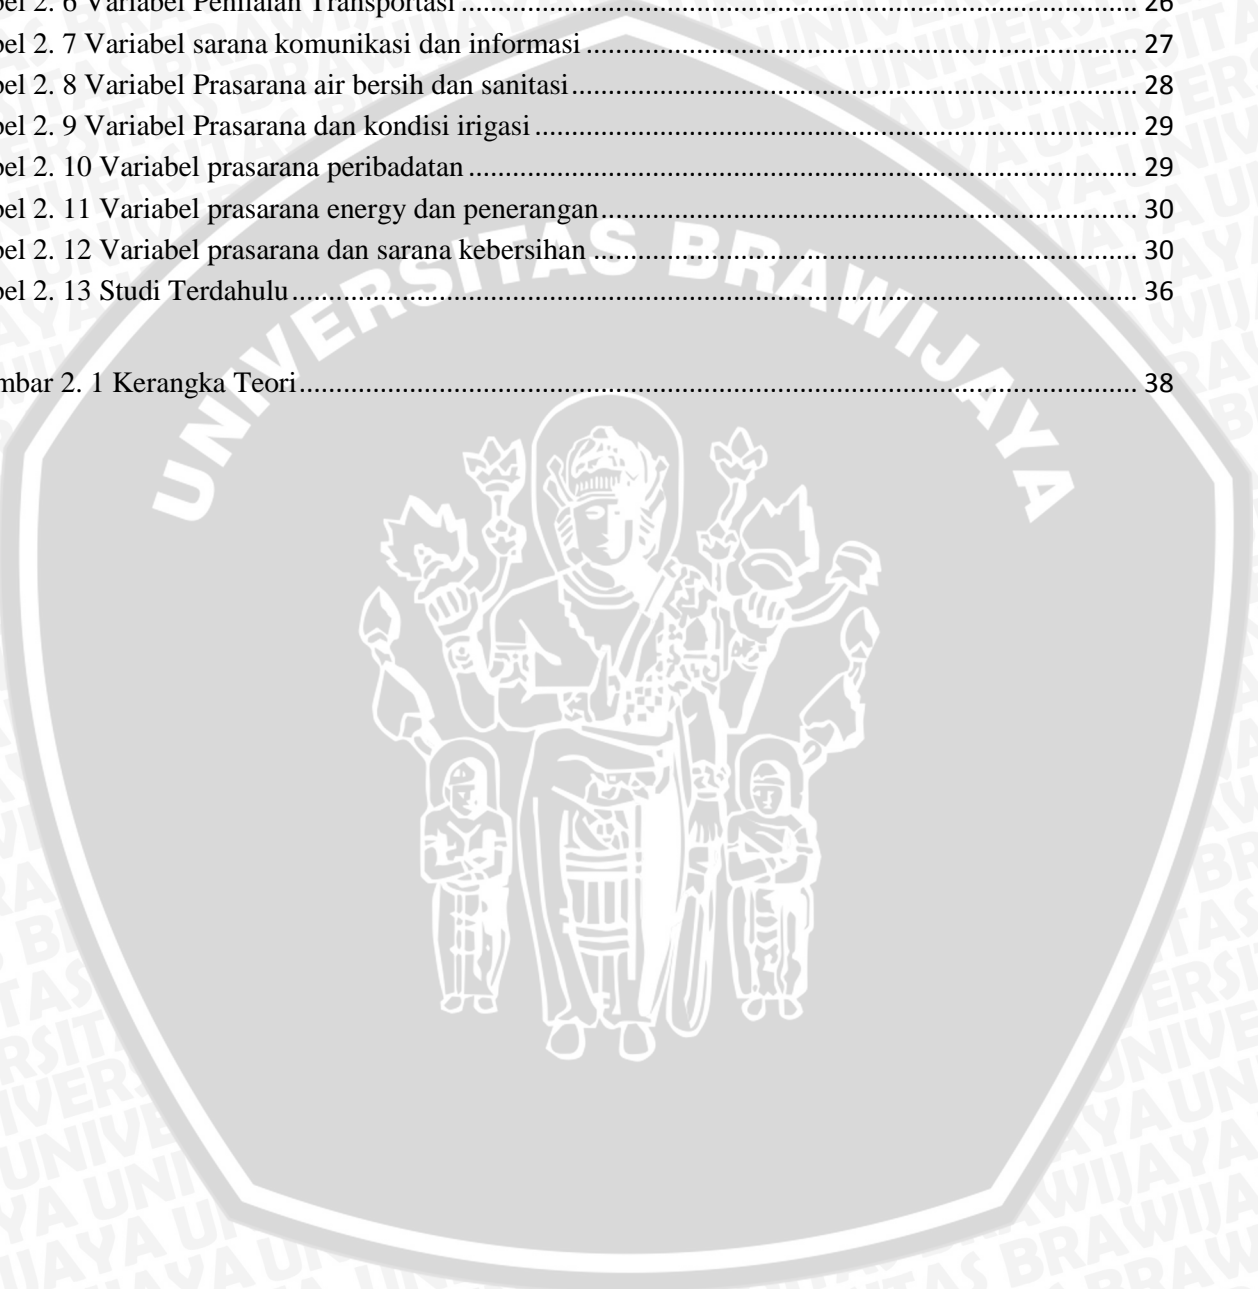 bel 2. 6 Variabel Penilaian Transportasi 26
bel 2. 7 Variabel sarana komunikasi dan informasi 27
bel 2. 8 Variabel Prasarana air bersih dan sanitasi 28
bel 2. 9 Variabel Prasarana dan kondisi irigasi 29
bel 2. 10 Variabel prasarana peribadatan 29
bel 2. 11 Variabel prasarana energy dan penerangan 30
bel 2. 12 Variabel prasarana dan sarana kebersihan 30
bel 2. 13 Studi Terdahulu 36
mbar 2. 1 Kerangka Teori 38
UNIVERSITAS BRAWIJAYA